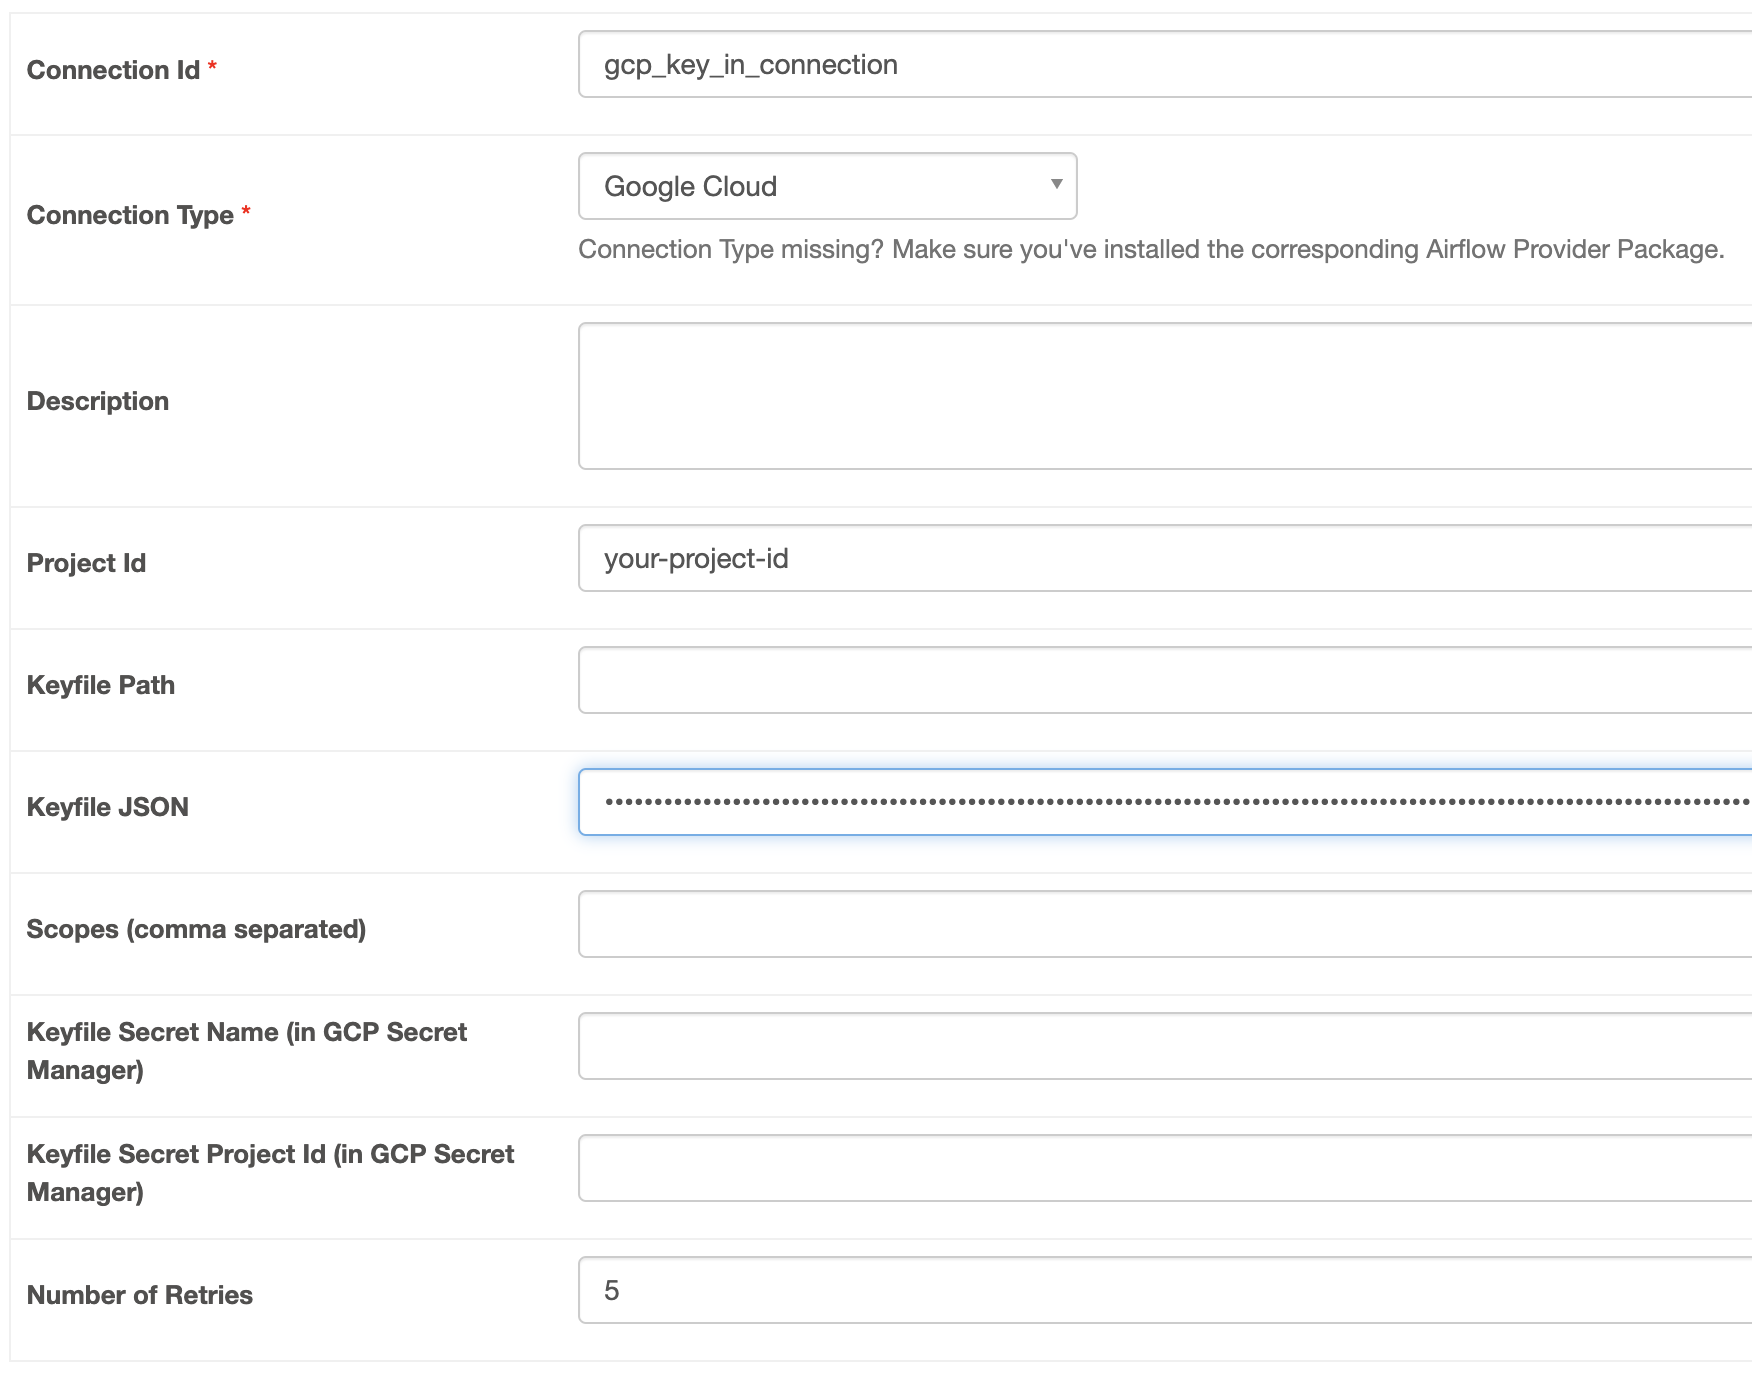 Connection Id *
gcp_key_in_connection
Connection Type *
Google Cloud
Connection Type missing? Make sure you've installed the corresponding Airflow Provider Package.
Description
Project Id
your-project-id
Keyfile Path
Keyfile JSON
Scopes (comma separated)
Keyfile Secret Name (in GCP Secret
Manager)
Keyfile Secret Project Id (in GCP Secret
Manager)
Number of Retries
5